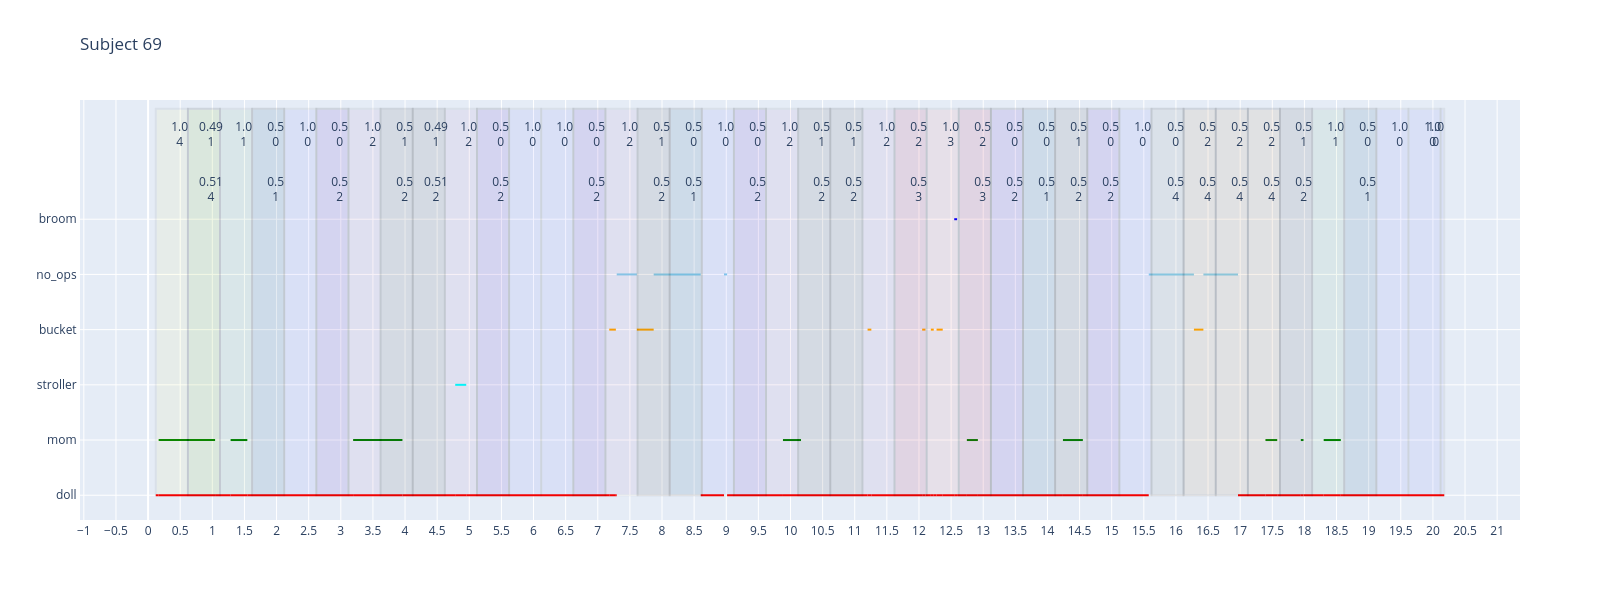 Subject 69
1.0 0.49 1.0 0.5 1.0 0.5 1.0 0.5 0.49 1.0 0.5 1.0 1.0 0.5 1.0 0.5 0.5 1.0 0.5 1.0 0.5 0.5 1.0 0.5 1.0 0.5 0.5 0.5 0.5 0.5 1.0 0.5 0.5 0.5 0.5 0.5 1.0 0.5 1.0
4 1 1 0 0 0 2 1 1 2 0 0 0 0 2 1 0 0 0 2 1 1 2 2 3 2 0 0 1 0 0 0 2 2 2 1 1 0 0
0.51 0.5 0.5 0.5 0.51 0.5 0.5 0.5 0.5 0.5 0.5 0.5 0.5 0.5 0.5 0.5 0.5 0.5 0.5 0.5 0.5 0.5 0.5 0.5
4 1 2 2 2 2 2 2 1 2 2 2 3 3 2 1 2 2 4 4 4 4 2 1
broom
no_ops
bucket
stroller
mom
doll
−1 −0.5 0 0.5 1 1.5 2 2.5 3 3.5 4 4.5 5 5.5 6 6.5 7 7.5 8 8.5 9 9.5 10 10.5 11 11.5 12 12.5 13 13.5 14 14.5 15 15.5 16 16.5 17 17.5 18 18.5 19 19.5 20 20.5 21